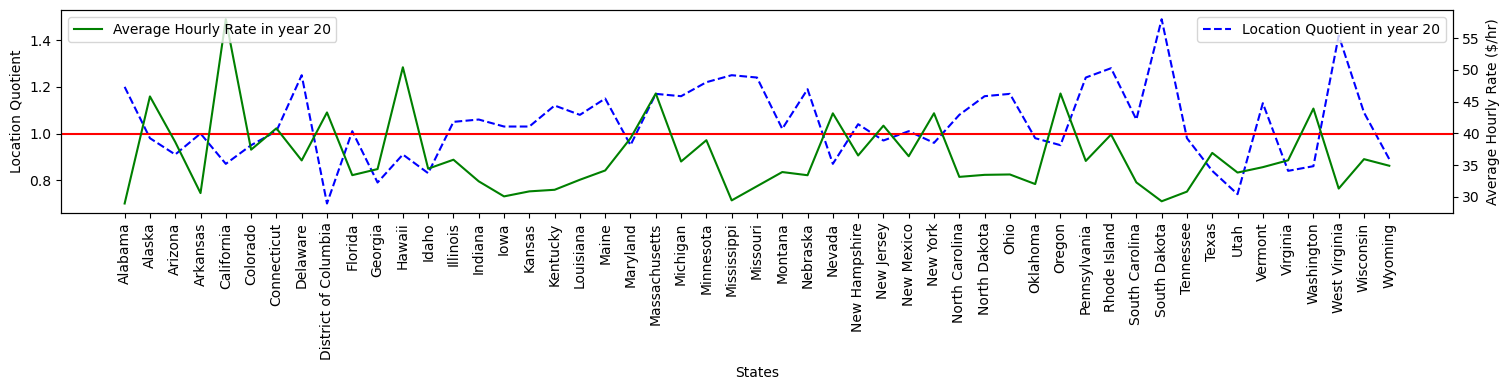 Average Hourly Rate in year 20
Location Quotient in year 20
Location Quotient
1.4
1.2
1.0
0.8
55
50
45
40
35
30
Average Hourly Rate ($/hr)
Alabama
Alaska
Arizona
Arkansas
California
Colorado
Connecticut
Delaware
District of Columbia
Florida
Georgia
Hawaii
Idaho
Illinois
Indiana
Iowa
Kansas
Kentucky
Louisiana
Maine
Maryland
Massachusetts
Michigan
Minnesota
Mississippi
Missouri
Montana
Nebraska
Nevada
New Hampshire
New Jersey
New Mexico
New York
North Carolina
North Dakota
Ohio
Oklahoma
Oregon
Pennsylvania
Rhode Island
South Carolina
South Dakota
Tennessee
Texas
Utah
Vermont
Virginia
Washington
West Virginia
Wisconsin
Wyoming
States